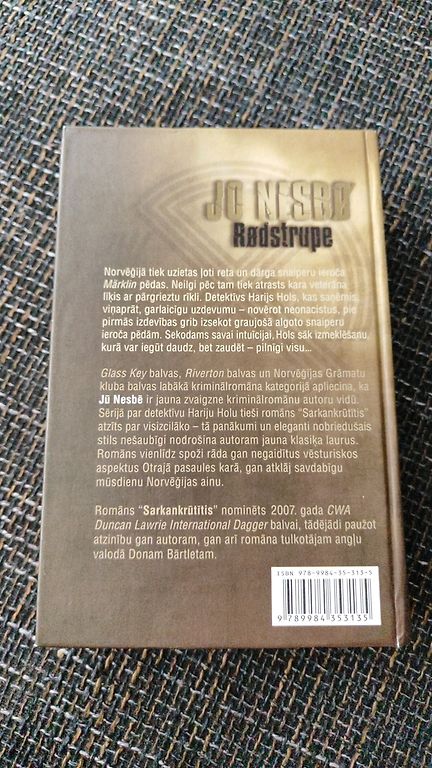 JO NESBØ
Rødstrupe
Norvēģijā tiek uzietas ļoti reta un dārga snaiperu ieroča
Märklin pēdas. Neilgi pēc tam tiek atrasts kara veterāna
līķis ar pārgrieztu rīkli. Detektīvs Harijs Hols, kas saņēmis,
viņaprāt, garlaicīgu uzdevumu – novērot neonacistus, pie
pirmās izdevības grib izsekot graujošā algoto snaiperu
ieroča pēdām. Sekodams savai intuīcijai, Hols sāk izmeklēšanu,
kurā var iegūt daudz, bet zaudēt – pilnīgi visu...
Glass Key balvas, Riverton balvas un Norvēģijas Grāmatu
kluba balvas labākā kriminālromāna kategorijā apliecina, ka
Jū Nesbē ir jauna zvaigzne kriminālromānu autoru vidū.
Sērijā par detektīvu Hariju Holu tieši romāns “Sarkankrūtītis”
atzīts par visizcilāko – tā panākumi un eleganti nobriedušais
stils nešaubīgi nodrošina autoram jauna klasiķa laurus.
Romāns vienlīdz spoži rāda gan negaidītus vēsturiskos
aspektus Otrajā pasaules karā, gan atklāj savdabīgu
mūsdienu Norvēģijas ainu.
Romāns “Sarkankrūtītis” nominēts 2007. gada CWA
Duncan Lawrie International Dagger balvai, tādējādi paužot
atzinību gan autoram, gan arī romāna tulkotājam angļu
valodā Donam Bārtletam.
ISBN 978-9984-35-313-5
9 789984 353135